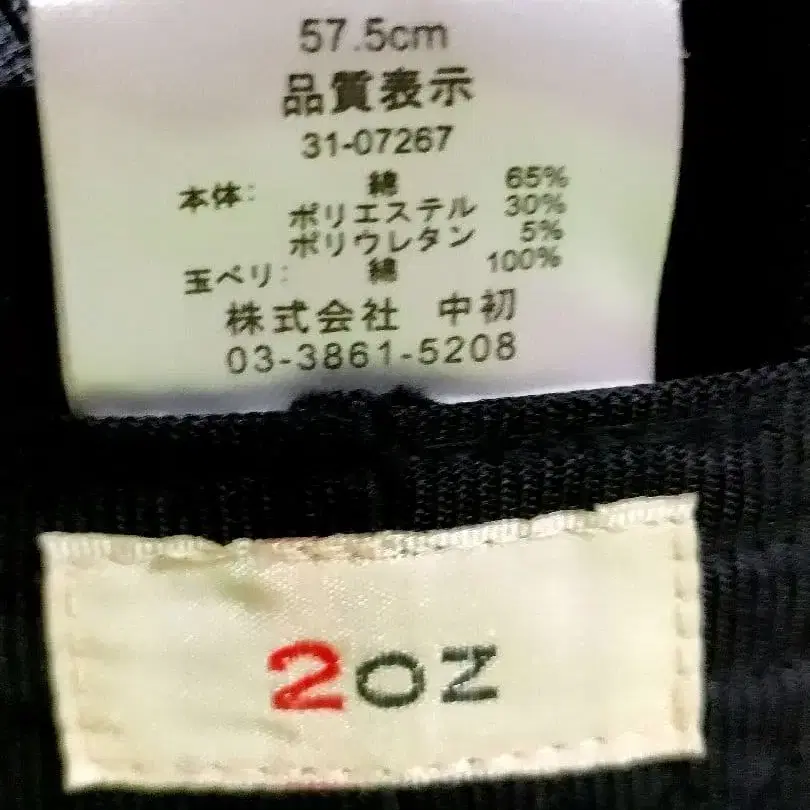 57.5cm
品質表示
31-07267
本体: 綿 65%
ポリエステル 30%
ポリウレタン 5%
玉ベリ: 綿 100%
株式会社 中初
03-3861-5208
2OZ